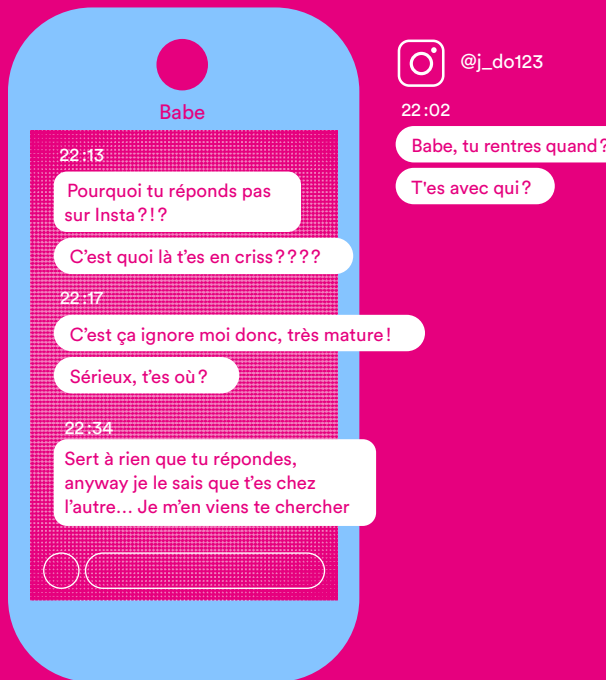 Babe
22:13
Pourquoi tu réponds pas
sur Insta?!?
C'est quoi là t'es en criss????
22:17
C'est ça ignore moi donc, très mature!
Sérieux, t'es où?
22:34
Sert à rien que tu répondes,
anyway je le sais que t'es chez
l'autre… Je m'en viens te chercher
@j_do123
22:02
Babe, tu rentres quand?
T'es avec qui?